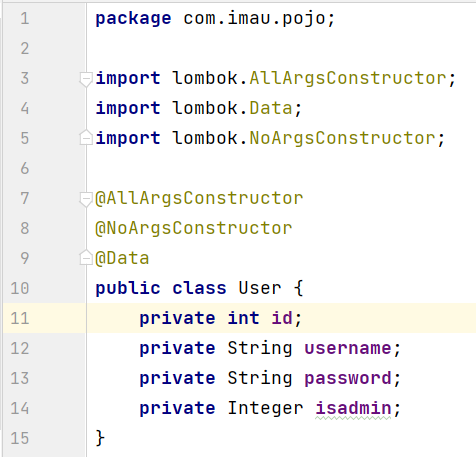 1 package com.imau.pojo;
2
3 import lombok.AllArgsConstructor;
4 import lombok.Data;
5 import lombok.NoArgsConstructor;
6
7 @AllArgsConstructor
8 @NoArgsConstructor
9 @Data
10 public class User {
11     private int id;
12     private String username;
13     private String password;
14     private Integer isadmin;
15 }